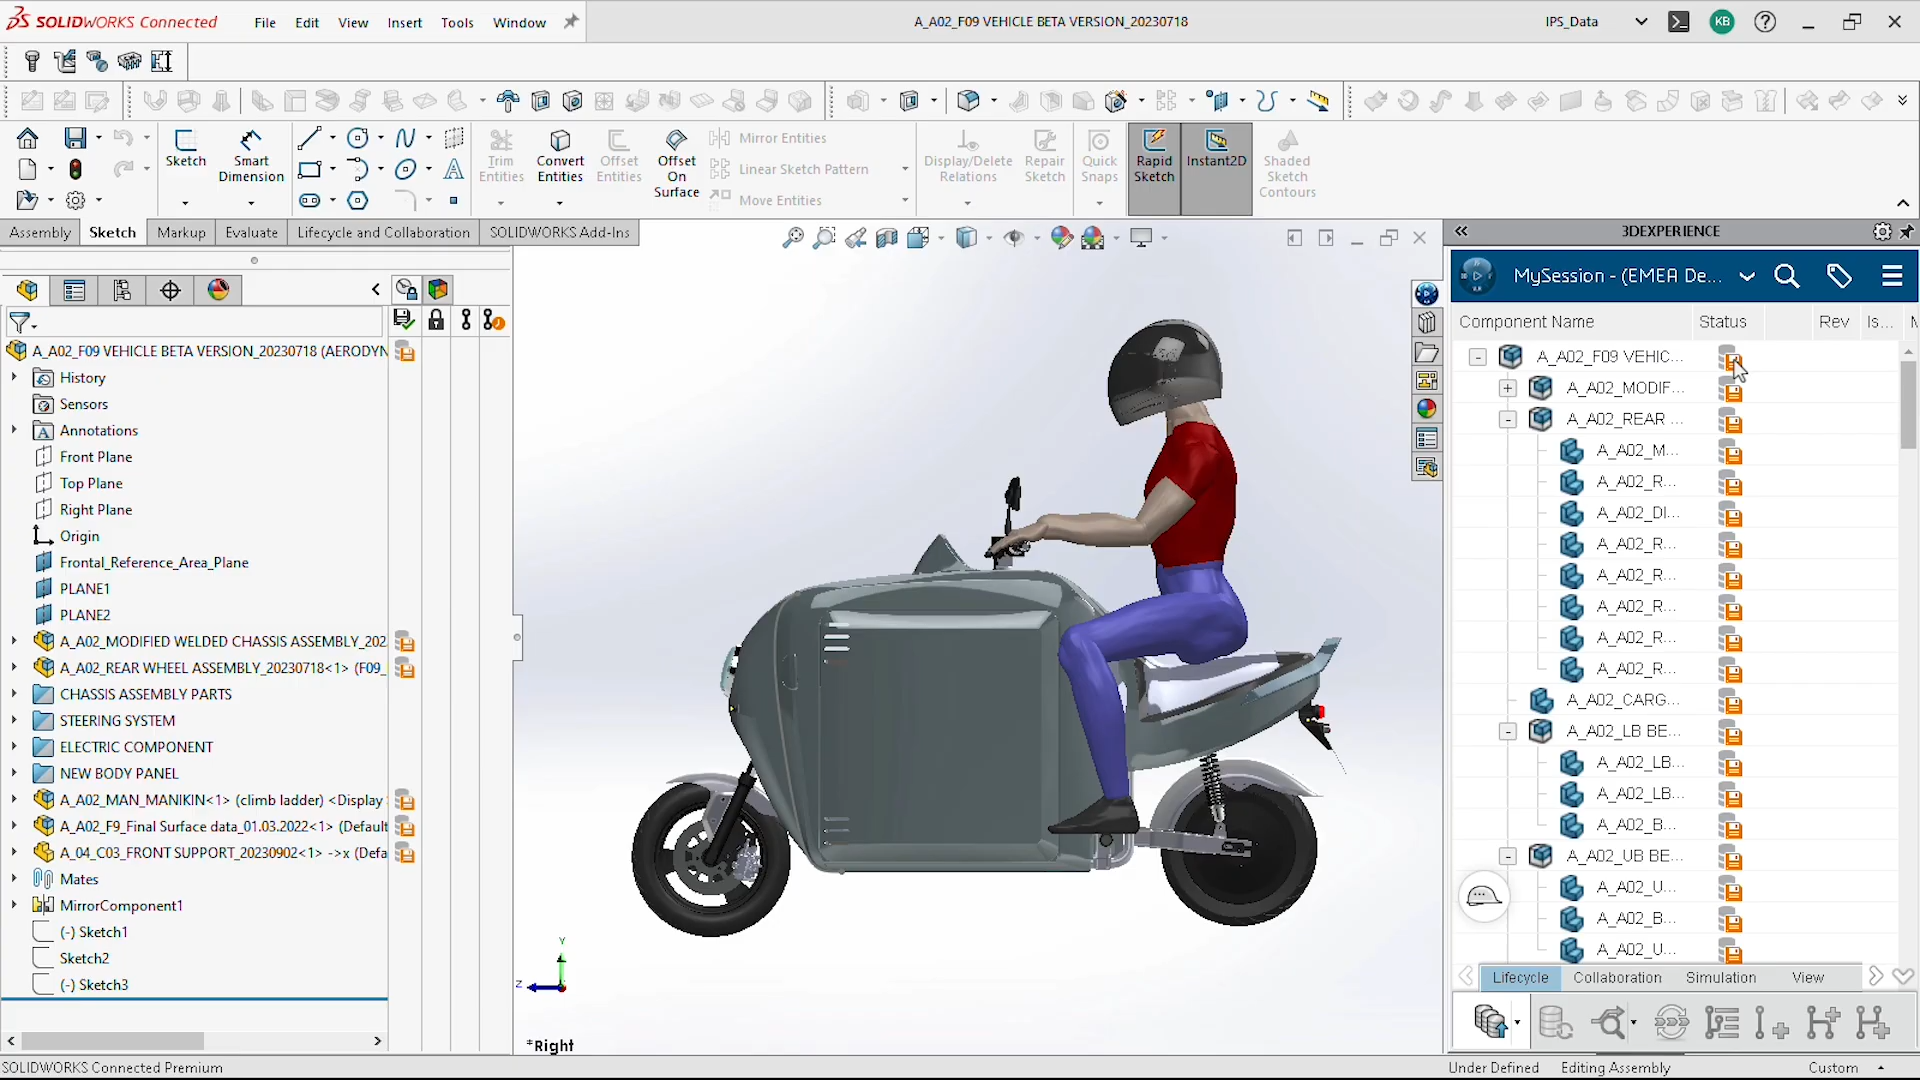 SOLIDWORKS Connected File Edit View Insert Tools Window A_A02_F09 VEHICLE BETA VERSION_20230718 IPS_Data KB
Sketch
Smart Dimension
Trim Entities
Convert Entities
Offset Entities
Offset On Surface
Mirror Entities
Linear Sketch Pattern
Move Entities
Display/Delete Relations
Repair Sketch
Quick Snaps
Rapid Sketch
Instant2D
Shaded Sketch Contours
Assembly Sketch Markup Evaluate Lifecycle and Collaboration SOLIDWORKS Add-Ins
A_A02_F09 VEHICLE BETA VERSION_20230718 (AERODYN
History
Sensors
Annotations
Front Plane
Top Plane
Right Plane
Origin
Frontal_Reference_Area_Plane
PLANE1
PLANE2
A_A02_MODIFIED WELDED CHASSIS ASSEMBLY_202
A_A02_REAR WHEEL ASSEMBLY_20230718<1> (F09_
CHASSIS ASSEMBLY PARTS
STEERING SYSTEM
ELECTRIC COMPONENT
NEW BODY PANEL
A_A02_MAN_MANIKIN<1> (climb ladder) <Display
A_A02_F9_Final Surface data_01.03.2022<1> (Default
A_04_C03_FRONT SUPPORT_20230902<1> ->x (Defa
Mates
MirrorComponent1
(-) Sketch1
Sketch2
(-) Sketch3
Y
Z
*Right
3DEXPERIENCE
MySession - (EMEA De...
Component Name Status Rev Is... M
A_A02_F09 VEHIC...
A_A02_MODIF...
A_A02_REAR ...
A_A02_M...
A_A02_R...
A_A02_DI...
A_A02_R...
A_A02_R...
A_A02_R...
A_A02_R...
A_A02_R...
A_A02_CARG...
A_A02_LB BE...
A_A02_LB...
A_A02_LB...
A_A02_B...
A_A02_UB BE...
A_A02_U...
A_A02_B...
A_A02_U...
Lifecycle Collaboration Simulation View
SOLIDWORKS Connected Premium Under Defined Editing Assembly Custom